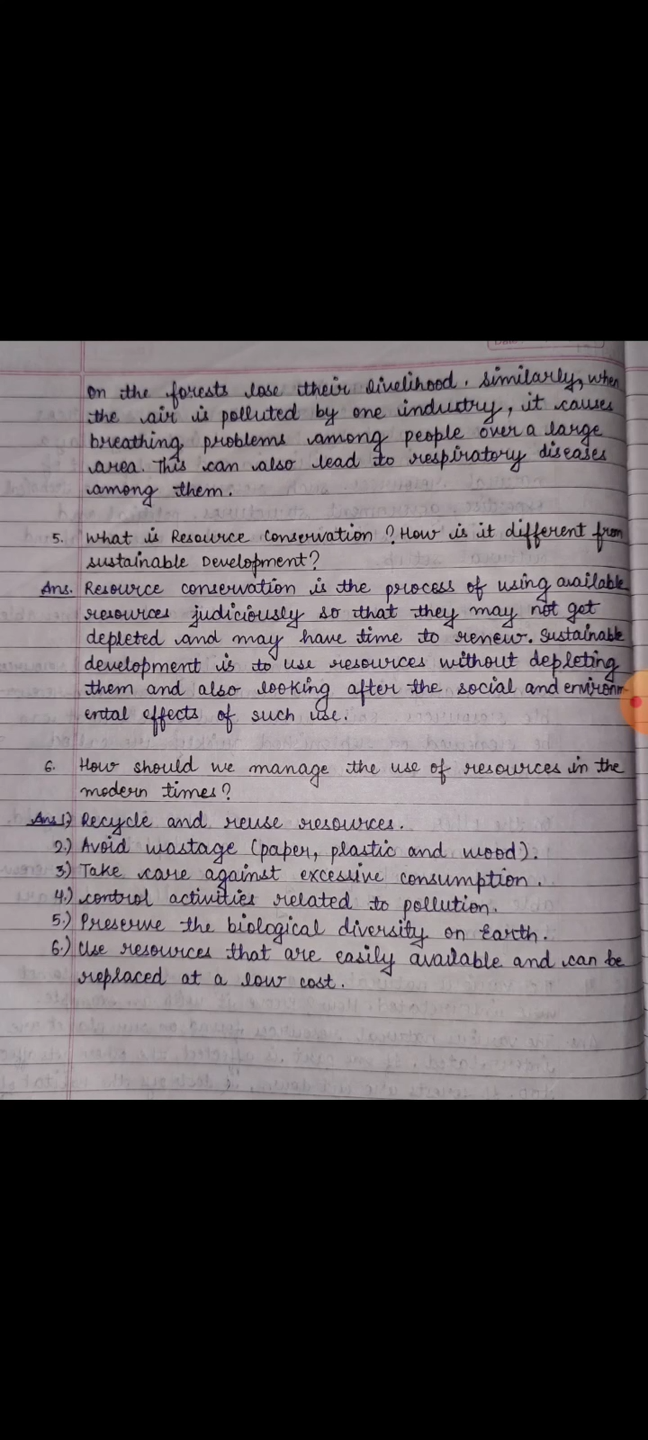 on the forests lose their livelihood. Similarly, when
the air is polluted by one industry, it causes
breathing problems among people over a large
area. This can also lead to respiratory diseases
among them.
5. What is Resource Conservation? How is it different from
sustainable Development?
Ans. Resource conservation is the process of using available
resources judiciously so that they may not get
depleted and may have time to renew. Sustainable
development is to use resources without depleting
them and also looking after the social and environm
ental effects of such use.
6. How should we manage the use of resources in the
modern times?
Ans 1) Recycle and reuse resources.
2.) Avoid wastage (paper, plastic and wood).
3) Take care against excessive consumption.
4.) control activities related to pollution.
5.) Preserve the biological diversity on Earth.
6.) Use resources that are easily available and can be
replaced at a low cost.